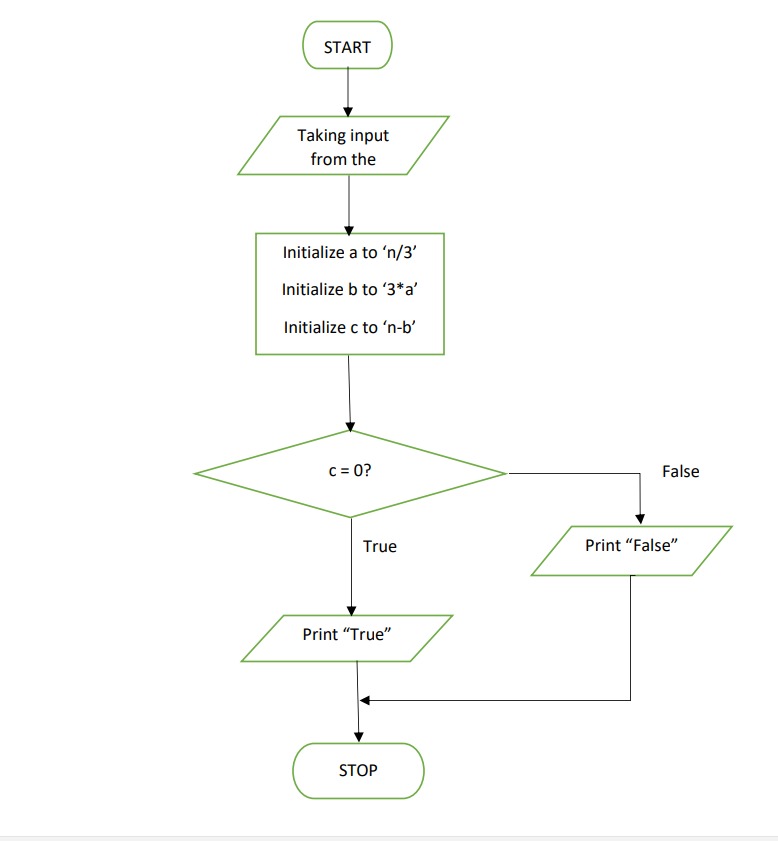 START
Taking input
from the
Initialize a to ‘n/3’
Initialize b to ‘3*a’
Initialize c to ‘n-b’
c = 0?
False
True
Print “False”
Print “True”
STOP